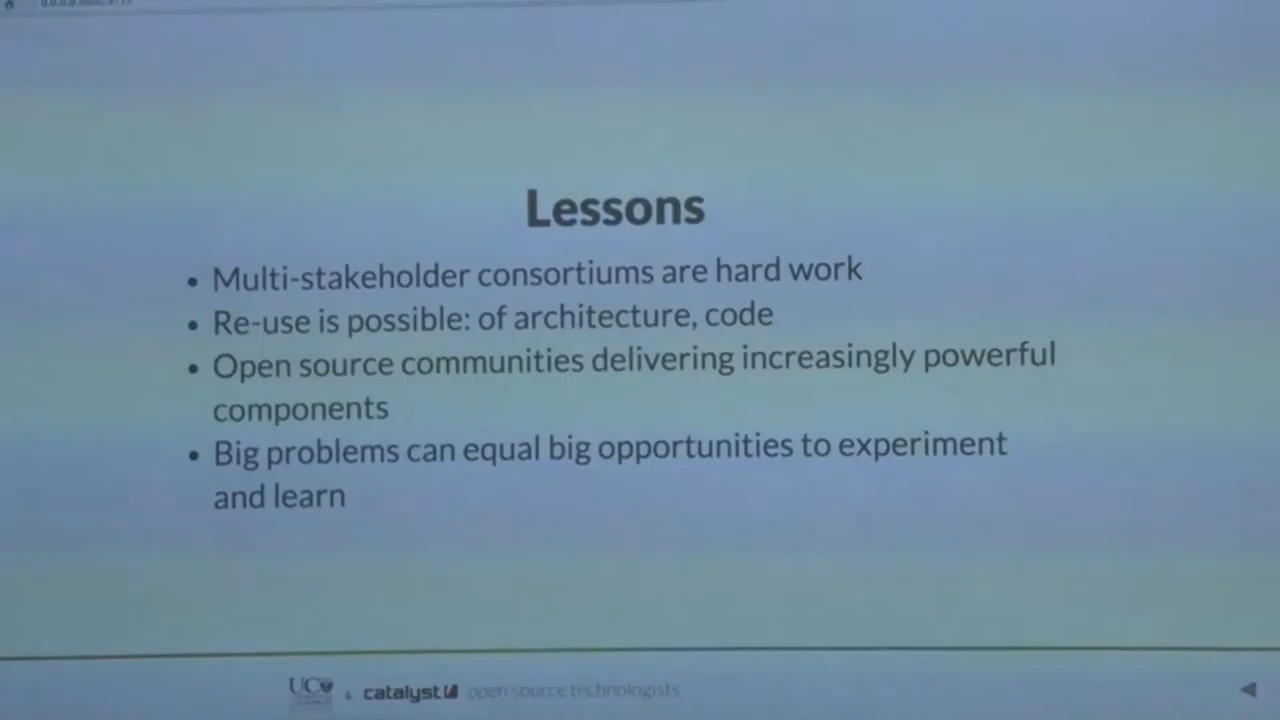 Lessons
• Multi-stakeholder consortiums are hard work
• Re-use is possible: of architecture, code
• Open source communities delivering increasingly powerful
components
• Big problems can equal big opportunities to experiment
and learn
UC & catalyst open source technologists